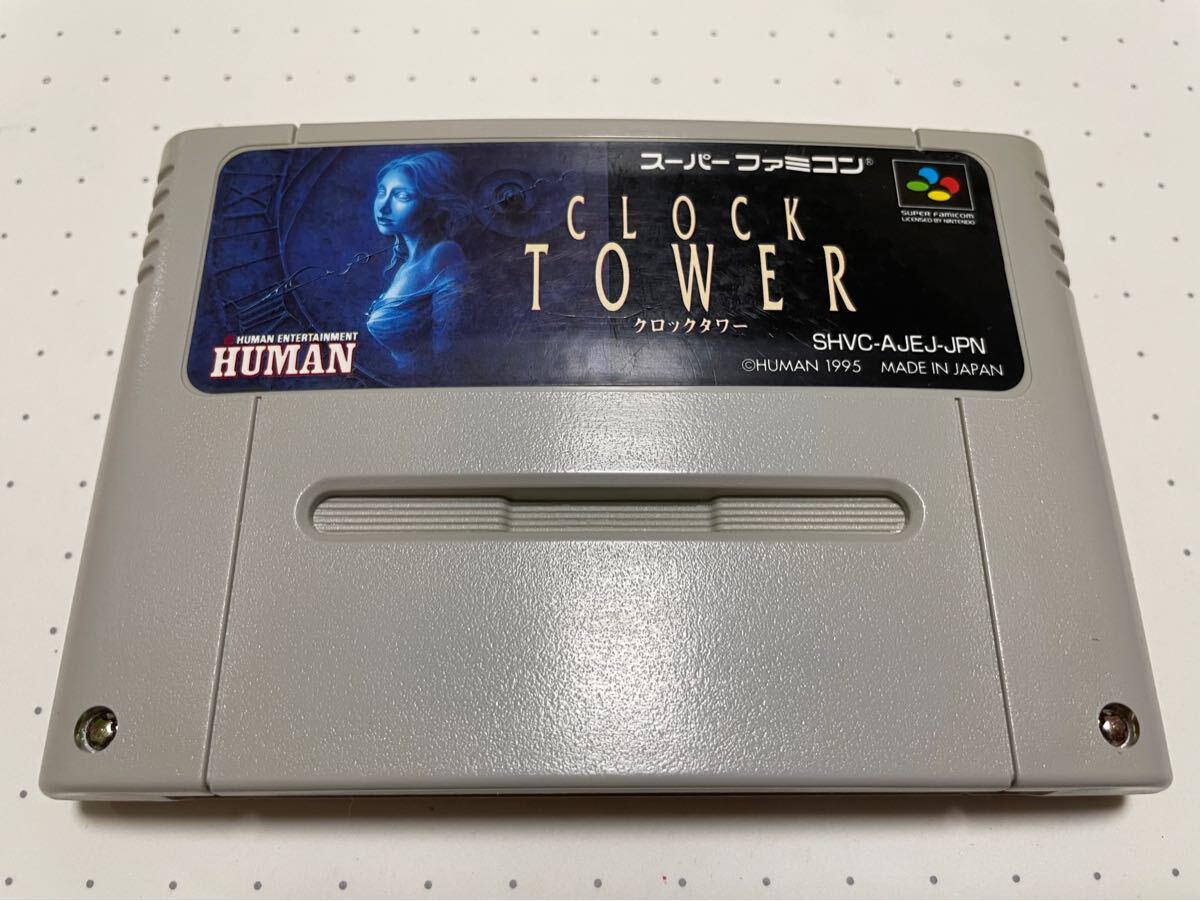 スーパーファミコン®
SUPER Famicom
LICENSED BY NINTENDO
CLOCK
TOWER
クロックタワー
HUMAN ENTERTAINMENT
HUMAN
SHVC-AJEJ-JPN
©HUMAN 1995 MADE IN JAPAN